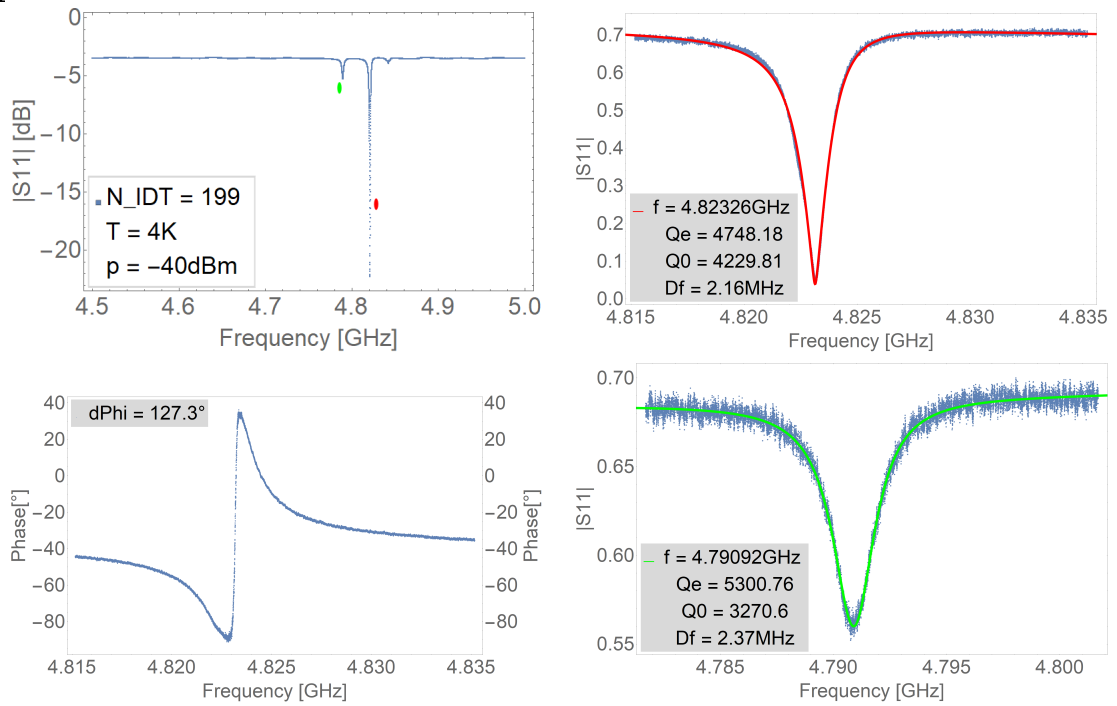 0
−5
−10
−15
−20
|S11| [dB]
N_IDT = 199
T = 4K
p = −40dBm
4.5 4.6 4.7 4.8 4.9 5.0
Frequency [GHz]
0.7
0.6
0.5
0.4
0.3
0.2
0.1
0.0
|S11|
f = 4.82326GHz
Qe = 4748.18
Q0 = 4229.81
Df = 2.16MHz
4.815 4.820 4.825 4.830 4.835
Frequency [GHz]
dPhi = 127.3°
40
20
0
−20
−40
−60
−80
Phase[°]
40
20
0
−20
−40
−60
−80
Phase[°]
4.815 4.820 4.825 4.830 4.835
Frequency [GHz]
0.70
0.65
0.60
0.55
|S11|
f = 4.79092GHz
Qe = 5300.76
Q0 = 3270.6
Df = 2.37MHz
4.785 4.790 4.795 4.800
Frequency [GHz]